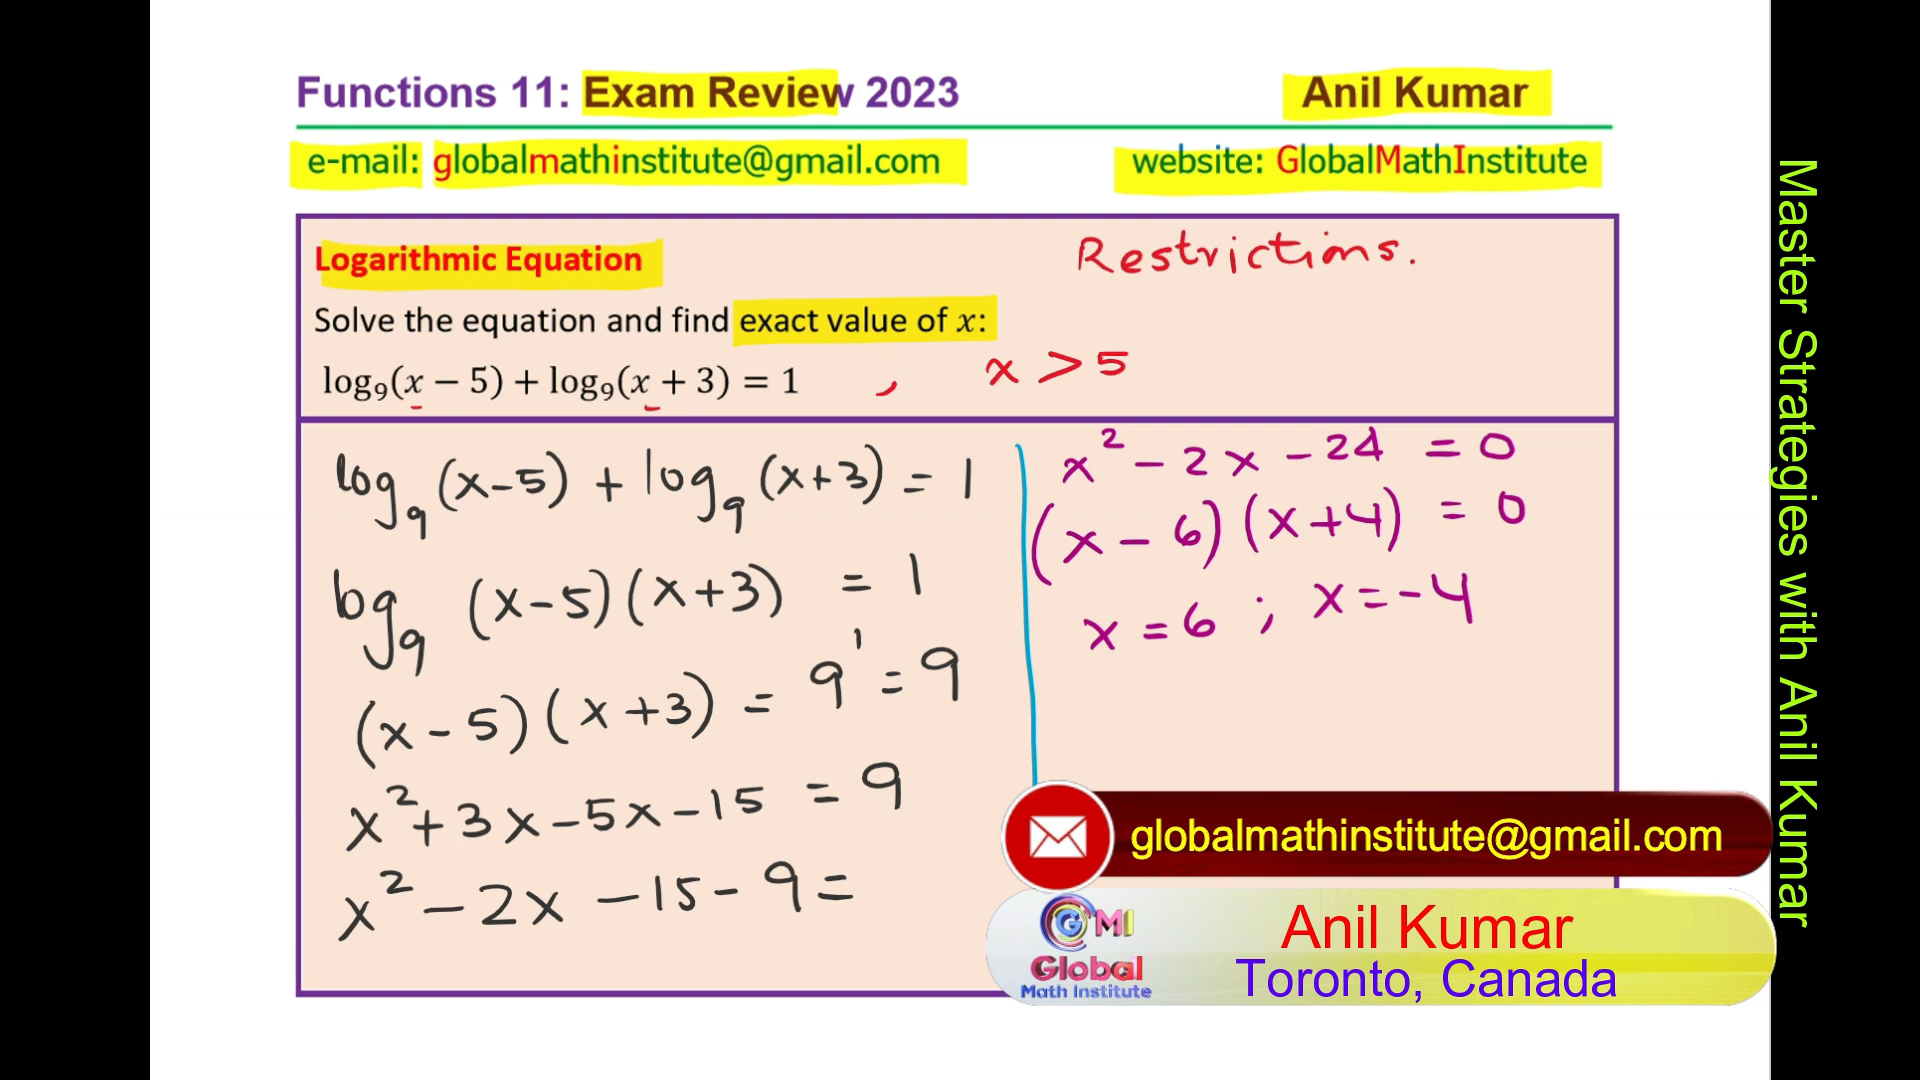 Functions 11: Exam Review 2023 Anil Kumar
e-mail: globalmathinstitute@gmail.com website: GlobalMathInstitute
Logarithmic Equation Restrictions.
Solve the equation and find exact value of x:
log₉(x − 5) + log₉(x + 3) = 1 , x > 5
log₉ (x-5) + log₉ (x+3) = 1
log₉ (x-5)(x+3) = 1
(x-5)(x+3) = 9¹ = 9
x²+3x-5x-15 = 9
x²-2x-15-9=
x²-2x-24 = 0
(x-6)(x+4) = 0
x=6 ; x=-4
globalmathinstitute@gmail.com
GMI
Global
Math Institute
Anil Kumar
Toronto, Canada
Master Strategies with Anil Kumar